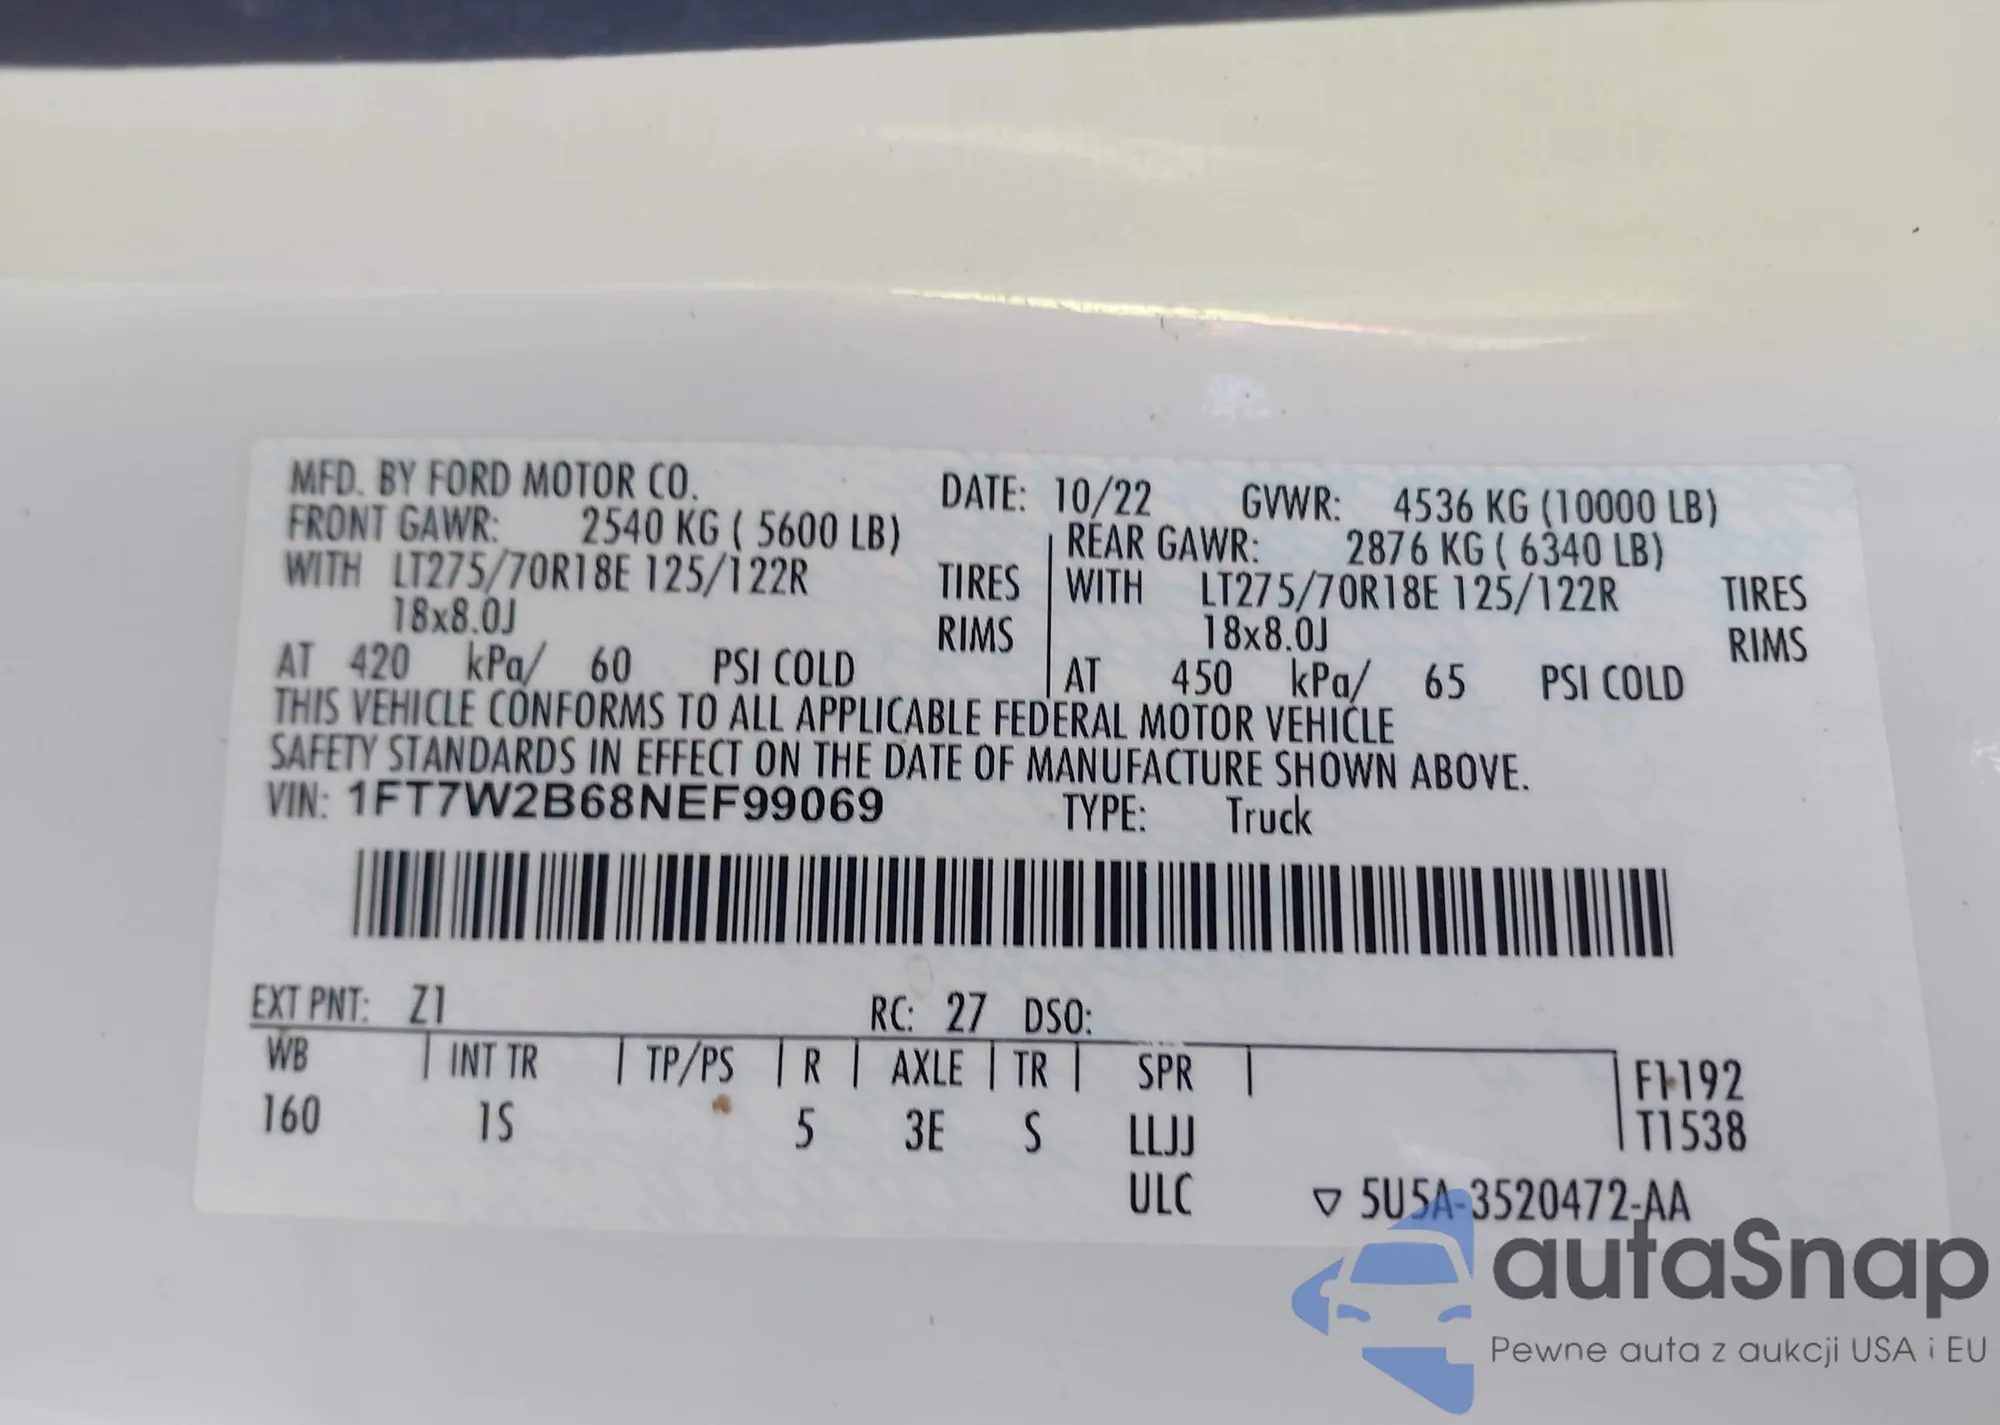 MFD. BY FORD MOTOR CO. DATE: 10/22 GVWR: 4536 KG (10000 LB)
FRONT GAWR: 2540 KG ( 5600 LB) REAR GAWR: 2876 KG ( 6340 LB)
WITH LT275/70R18E 125/122R TIRES WITH LT275/70R18E 125/122R TIRES
18x8.0J RIMS 18x8.0J RIMS
AT 420 kPa/ 60 PSI COLD AT 450 kPa/ 65 PSI COLD
THIS VEHICLE CONFORMS TO ALL APPLICABLE FEDERAL MOTOR VEHICLE
SAFETY STANDARDS IN EFFECT ON THE DATE OF MANUFACTURE SHOWN ABOVE.
VIN: 1FT7W2B68NEF99069 TYPE: Truck
EXT PNT: Z1 RC: 27 DSO:
WB | INT TR | TP/PS | R | AXLE | TR | SPR | F1192
160 1S 5 3E S LLJJ T1538
ULC ▽ 5U5A-3520472-AA
autaSnap
Pewne auta z aukcji USA i EU